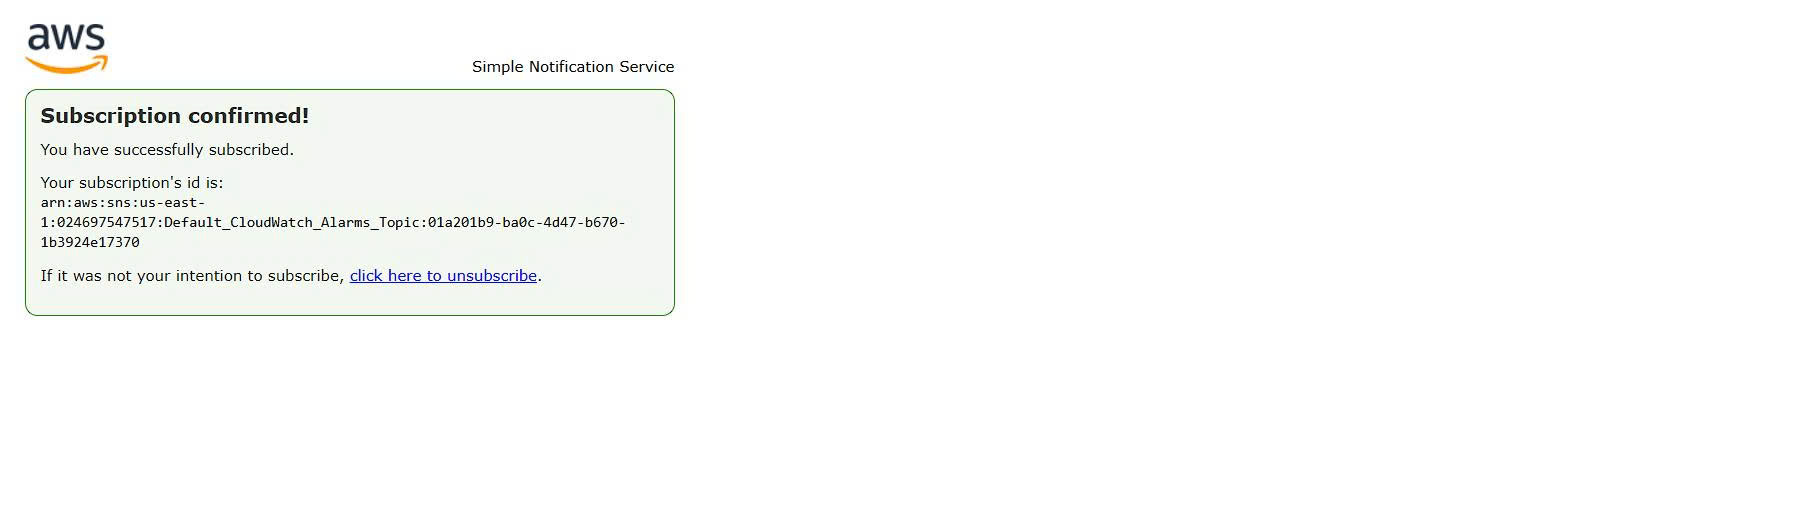 aws
Simple Notification Service
Subscription confirmed!
You have successfully subscribed.
Your subscription's id is:
arn:aws:sns:us-east-
1:024697547517:Default_CloudWatch_Alarms_Topic:01a201b9-ba0c-4d47-b670-
1b3924e17370
If it was not your intention to subscribe, click here to unsubscribe.